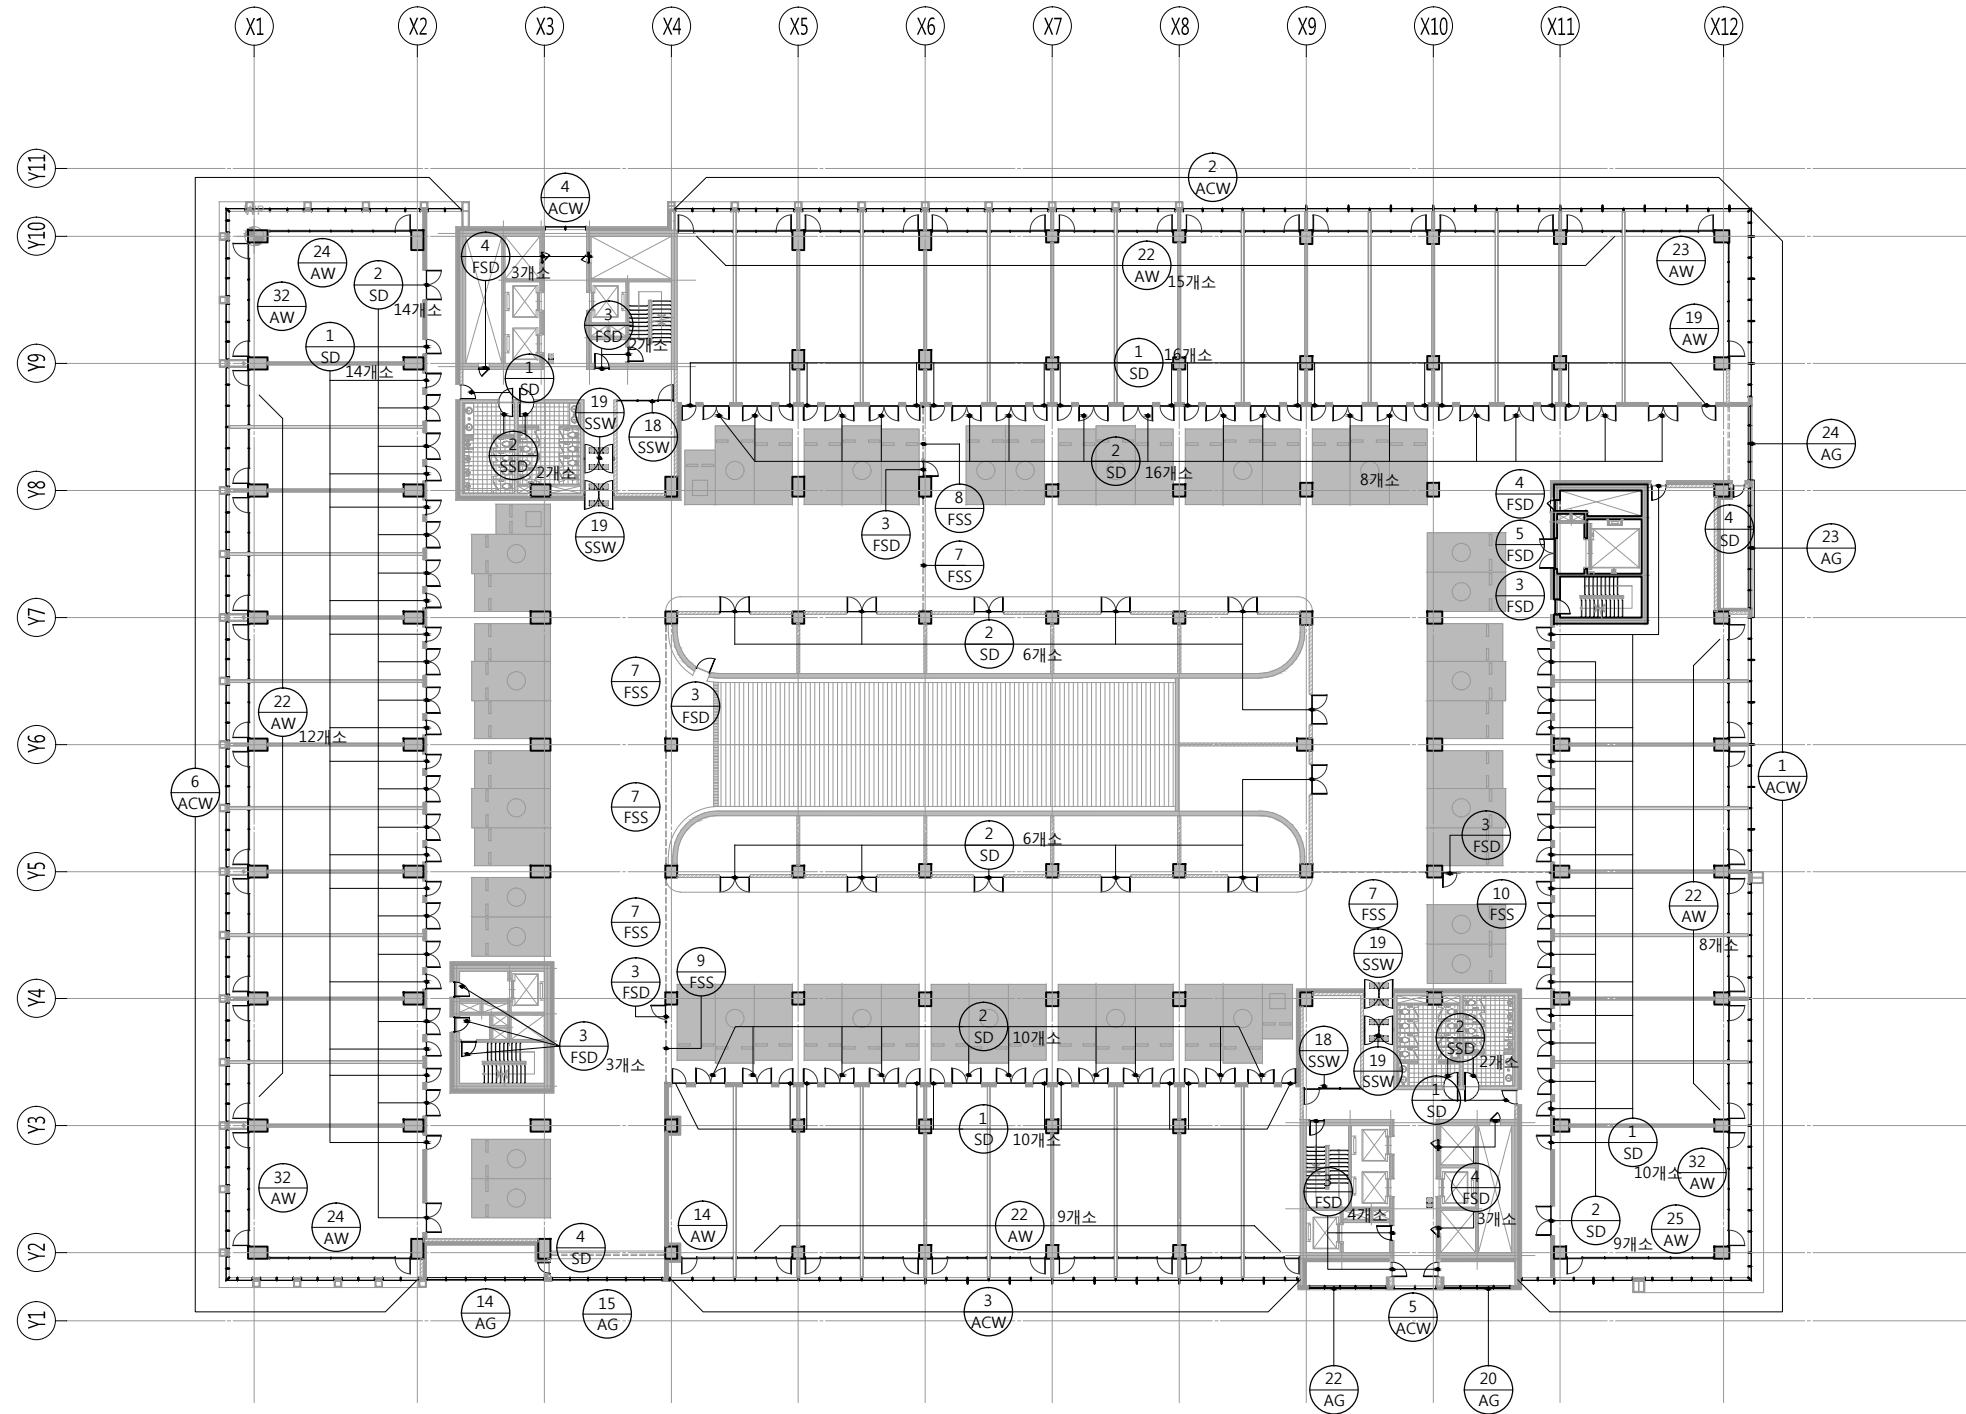 X1 X2 X3 X4 X5 X6 X7 X8 X9 X10 X11 X12
Y11
2
ACW
4
ACW
Y10
24
AW
2
SD
14개소
4
FSD
3개소
22
AW
15개소
23
AW
32
AW
3
FSD
2개소
19
AW
1
SD
14개소
Y9
1
SD
1
SD
16개소
19
SSW
18
SSW
24
AG
2
SSD
2개소
2
SD
16개소
8개소
Y8
4
FSD
8
FSS
3
FSD
19
SSW
5
FSD
4
SD
23
AG
7
FSS
3
FSD
Y7
2
SD
6개소
7
FSS
3
FSD
22
AW
12개소
Y6
6
ACW
1
ACW
7
FSS
2
SD
6개소
3
FSD
Y5
7
FSS
7
FSS
10
FSS
22
AW
8개소
19
SSW
9
FSS
3
FSD
Y4
2
SD
10개소
3
FSD
3개소
18
SSW
2
SSD
2개소
19
SSW
1
SD
Y3
1
SD
10개소
1
SD
10개소
32
AW
32
AW
3
FSD
4개소
4
FSD
3개소
24
AW
14
AW
22
AW
9개소
2
SD
9개소
25
AW
Y2
4
SD
14
AG
15
AG
3
ACW
5
ACW
Y1
22
AG
20
AG